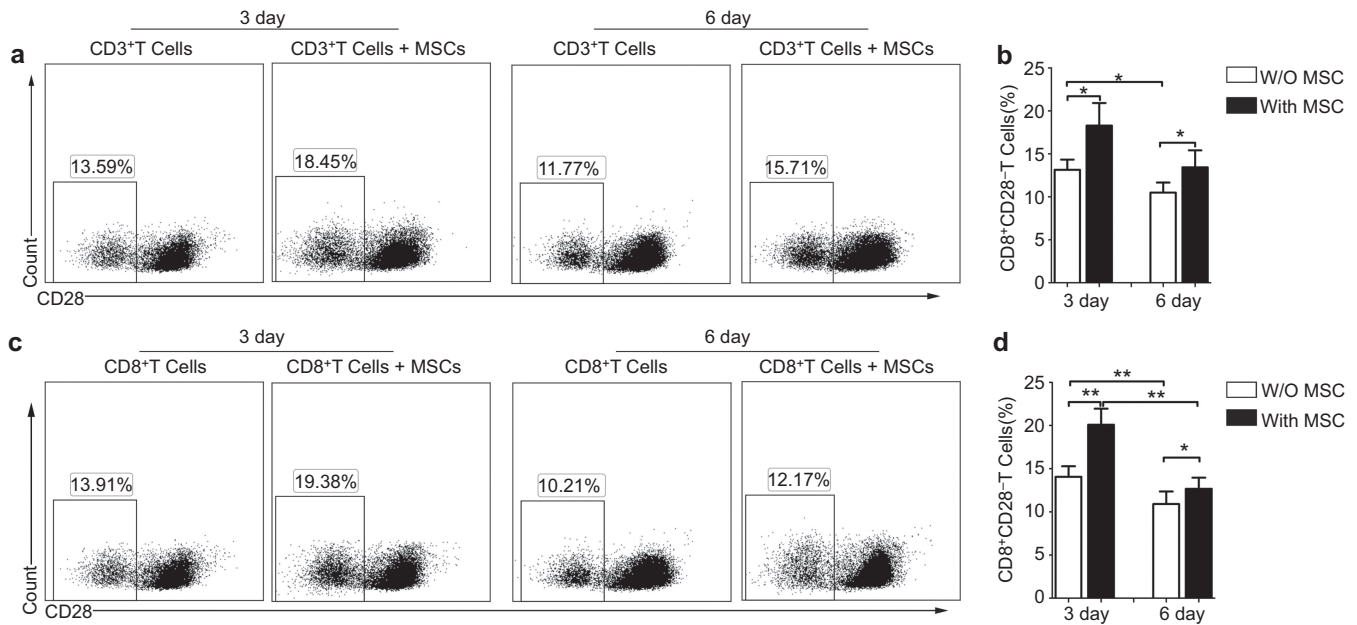 3 day
6 day
a
CD3⁺T Cells
CD3⁺T Cells + MSCs
CD3⁺T Cells
CD3⁺T Cells + MSCs
13.59%
18.45%
11.77%
15.71%
Count
CD28
b
CD8⁺CD28⁻T Cells(%)
25
20
15
10
5
0
*
*
*
3 day
6 day
W/O MSC
With MSC
c
3 day
6 day
CD8⁺T Cells
CD8⁺T Cells + MSCs
CD8⁺T Cells
CD8⁺T Cells + MSCs
13.91%
19.38%
10.21%
12.17%
Count
CD28
d
CD8⁺CD28⁻T Cells(%)
25
20
15
10
5
0
**
**
**
*
3 day
6 day
W/O MSC
With MSC